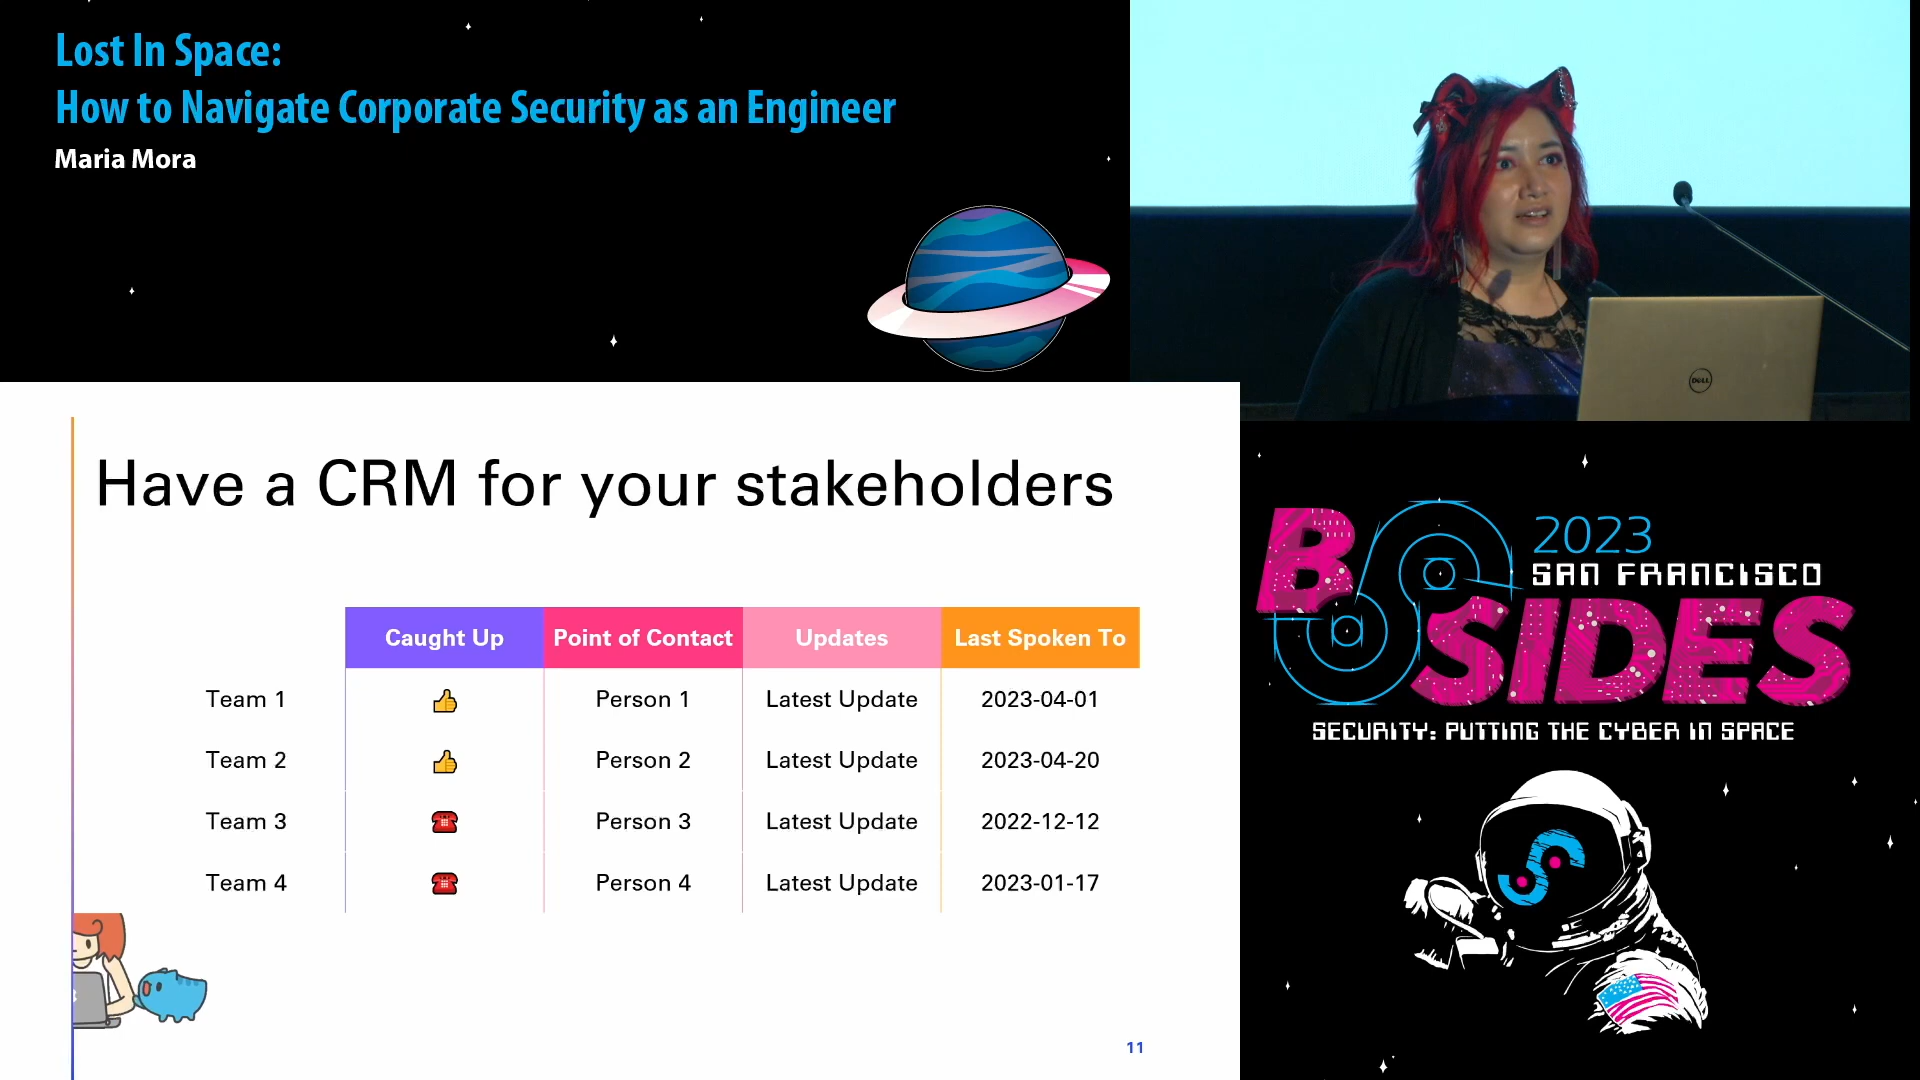 Lost In Space:
How to Navigate Corporate Security as an Engineer
Maria Mora
DELL
Have a CRM for your stakeholders
Caught Up Point of Contact Updates Last Spoken To
Team 1 Person 1 Latest Update 2023-04-01
Team 2 Person 2 Latest Update 2023-04-20
Team 3 Person 3 Latest Update 2022-12-12
Team 4 Person 4 Latest Update 2023-01-17
11
2023
SAN FRANCISCO
BSIDES
SECURITY: PUTTING THE CYBER IN SPACE